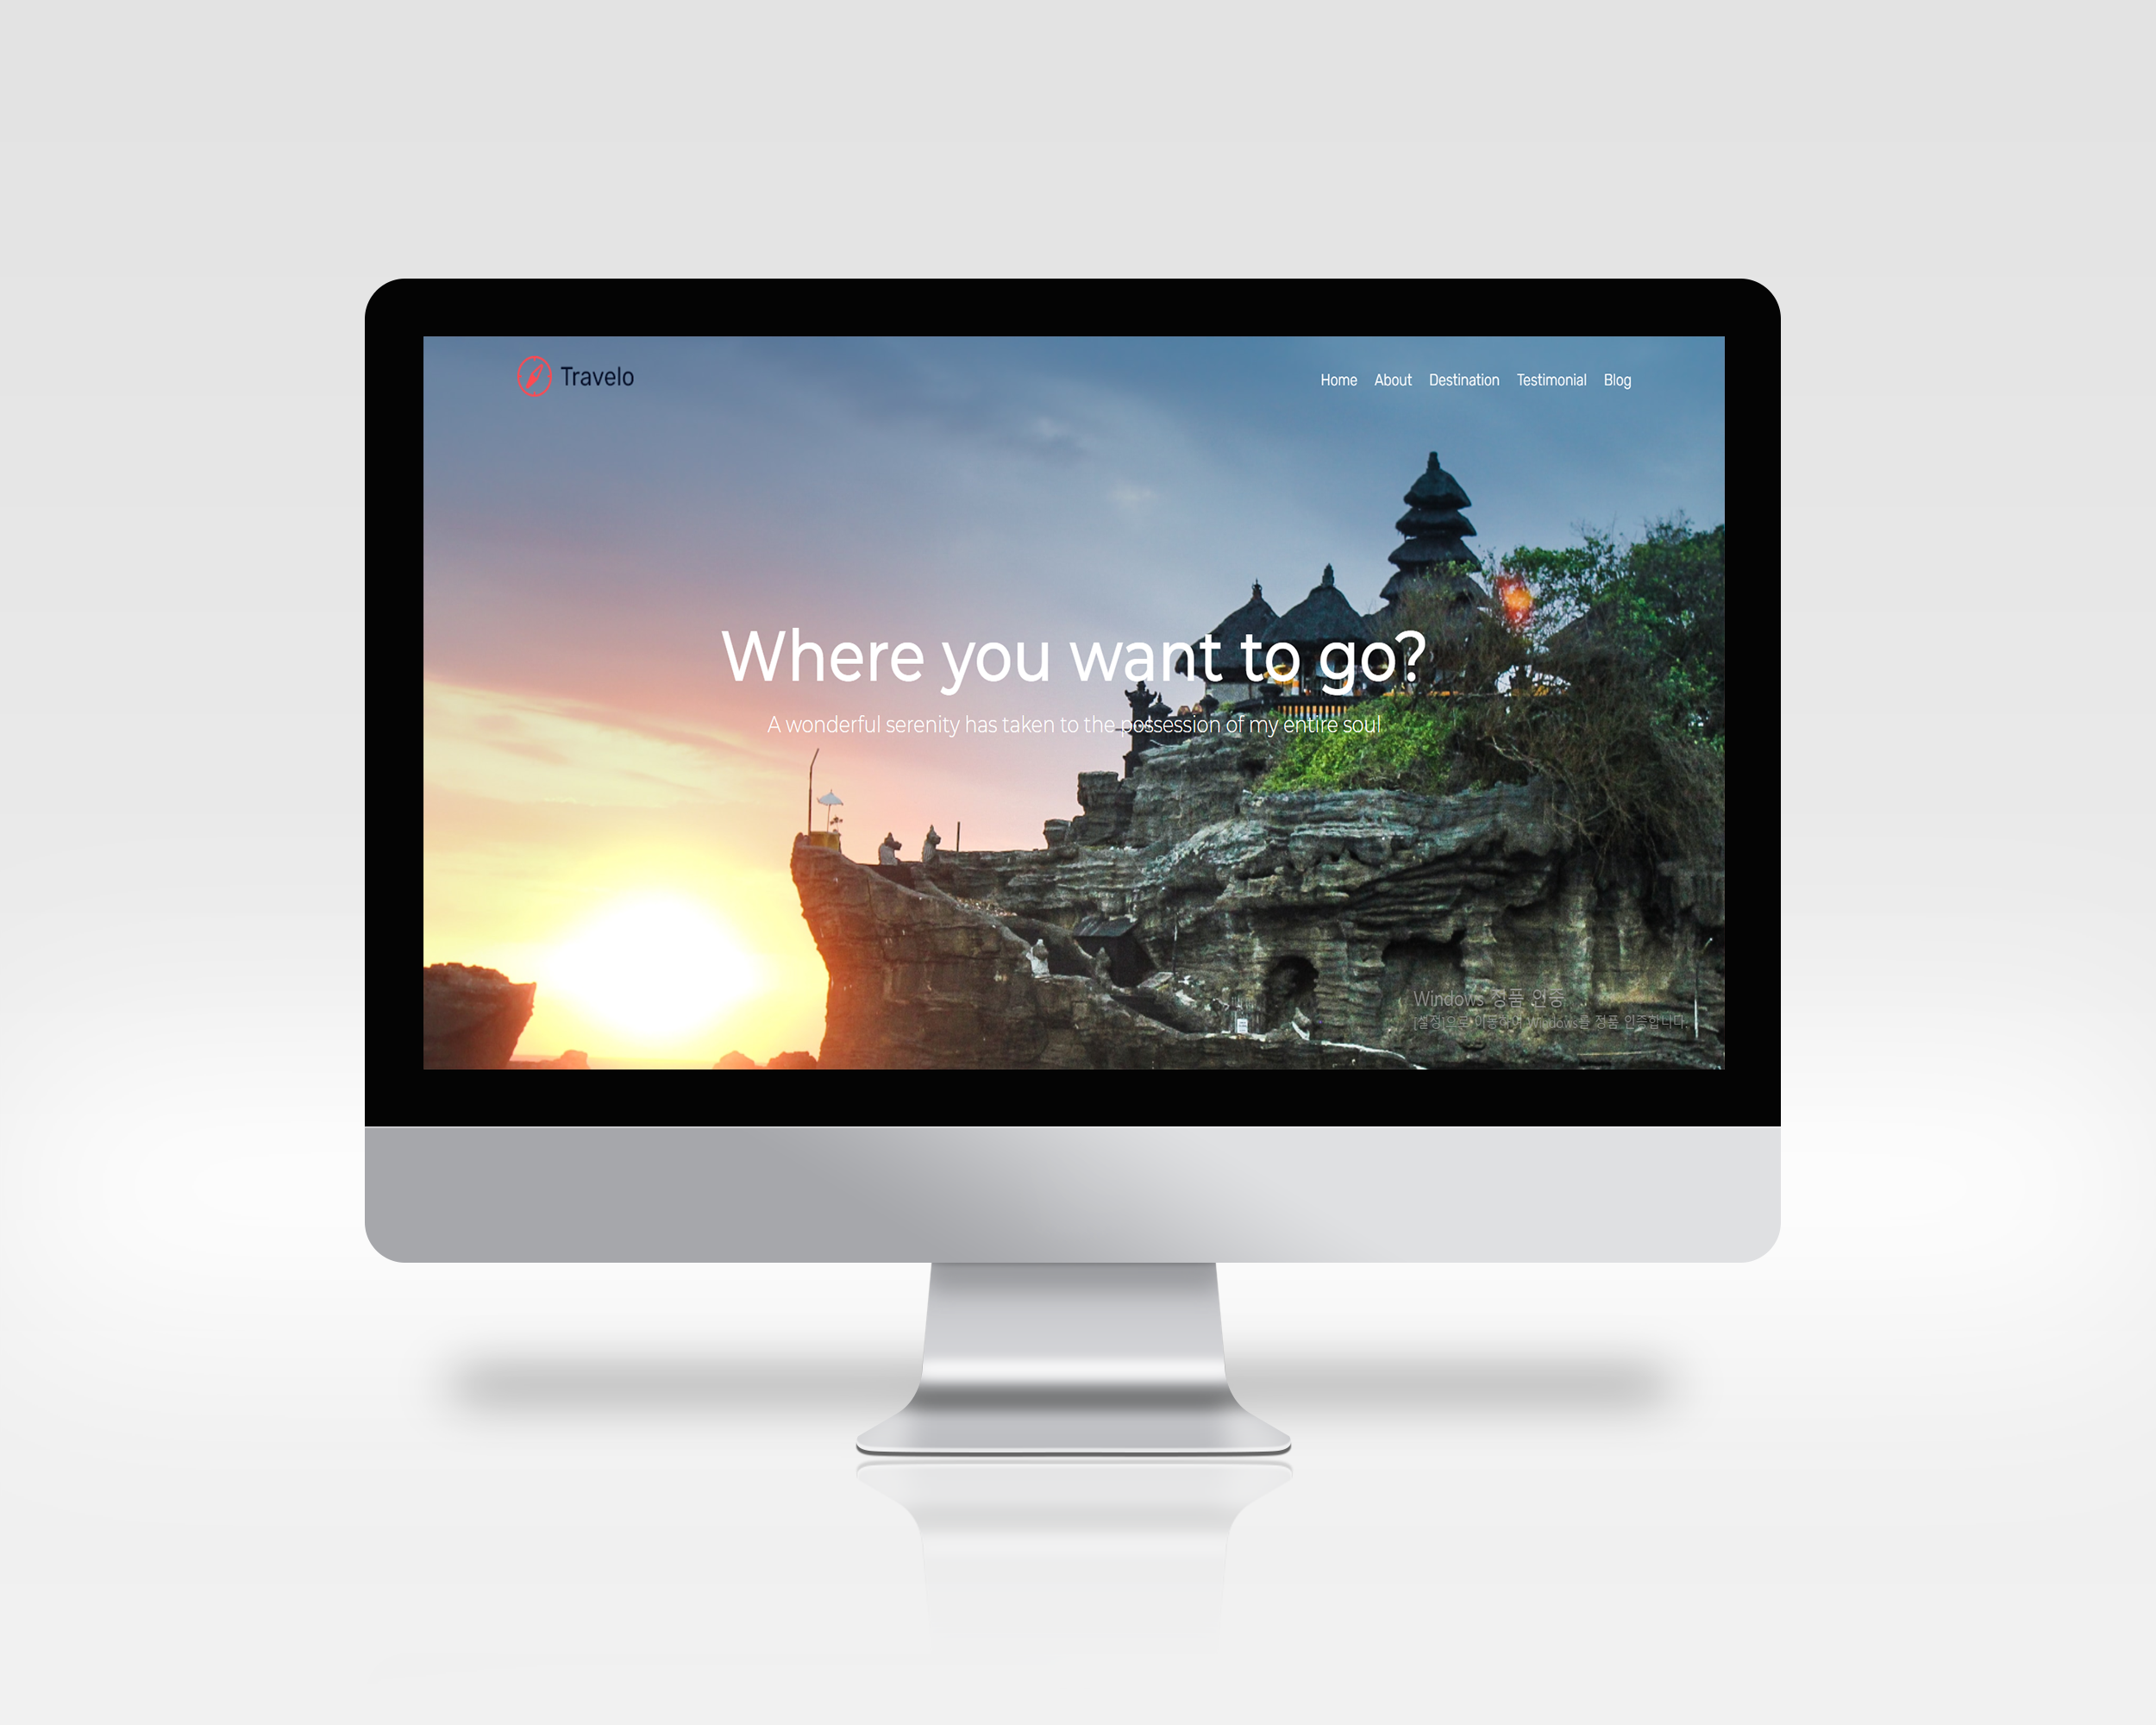 Travelo
Home About Destination Testimonial Blog
Where you want to go?
A wonderful serenity has taken to the possession of my entire soul
Windows 정품 인증
[설정]으로 이동하여 Windows를 정품 인증합니다.